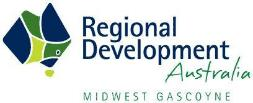 Regional
Development
Australia
MIDWEST GASCOYNE